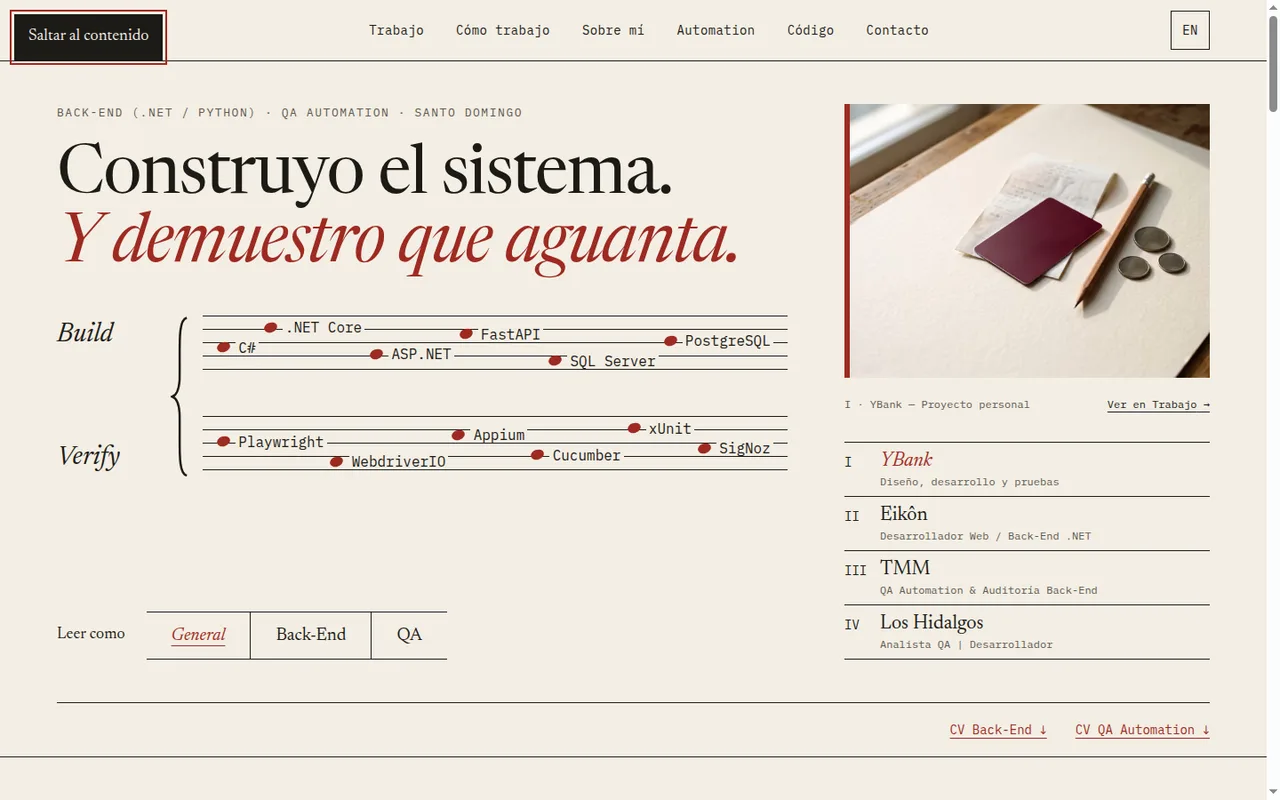 Saltar al contenido
Trabajo
Cómo trabajo
Sobre mí
Automation
Código
Contacto
EN
BACK-END (.NET / PYTHON) · QA AUTOMATION · SANTO DOMINGO
Construyo el sistema.
Y demuestro que aguanta.
Build
.NET Core
FastAPI
PostgreSQL
C#
ASP.NET
SQL Server
Verify
xUnit
Appium
Playwright
SigNoz
WebdriverIO
Cucumber
Leer como
General
Back-End
QA
I · YBank — Proyecto personal
Ver en Trabajo →
I
YBank
Diseño, desarrollo y pruebas
II
Eikôn
Desarrollador Web / Back-End .NET
III
TMM
QA Automation & Auditoría Back-End
IV
Los Hidalgos
Analista QA | Desarrollador
CV Back-End ↓
CV QA Automation ↓